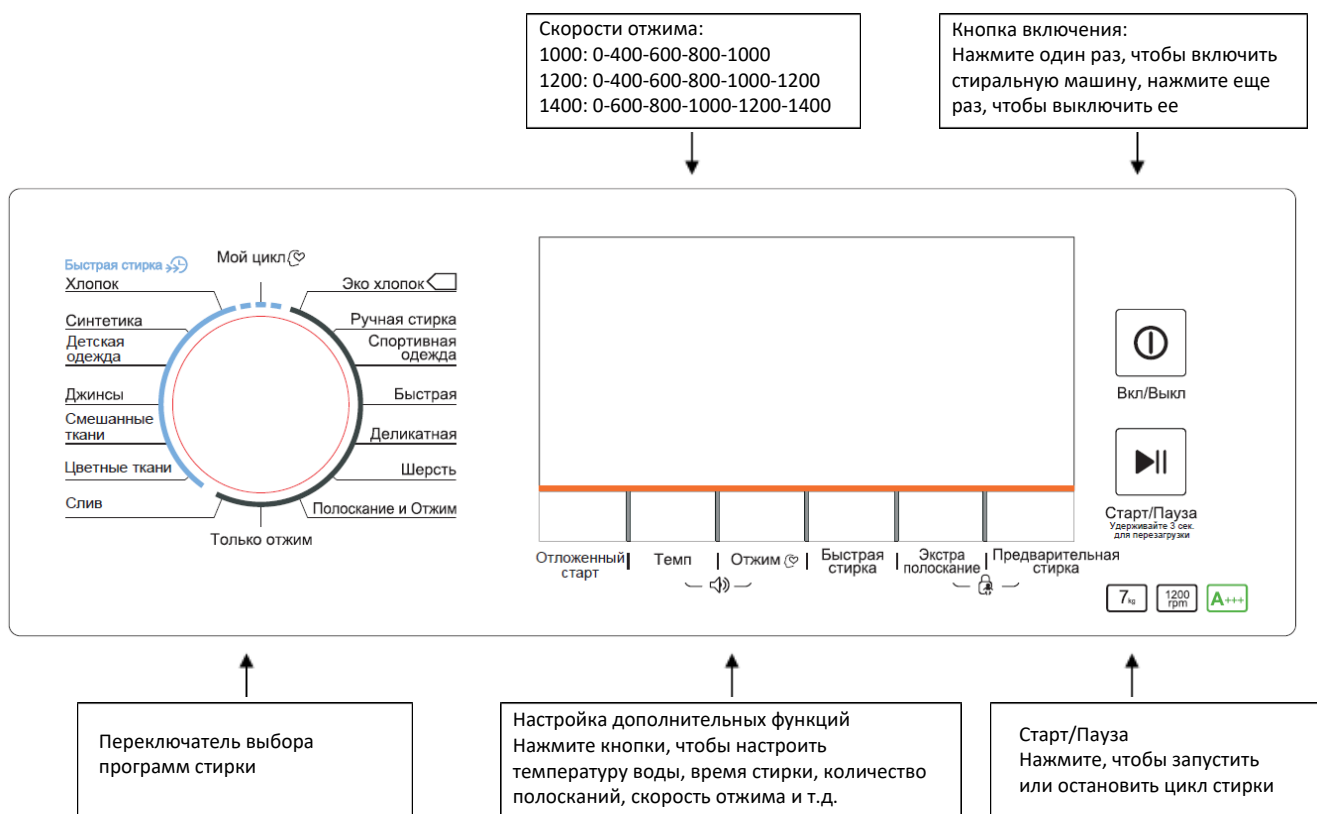 Скорости отжима:
1000: 0-400-600-800-1000
1200: 0-400-600-800-1000-1200
1400: 0-600-800-1000-1200-1400
Кнопка включения:
Нажмите один раз, чтобы включить
стиральную машину, нажмите еще
раз, чтобы выключить ее
Быстрая стирка
Мой цикл
Хлопок
Синтетика
Детская
одежда
Джинсы
Смешанные
ткани
Цветные ткани
Слив
Только отжим
Эко хлопок
Ручная стирка
Спортивная
одежда
Быстрая
Деликатная
Шерсть
Полоскание и Отжим
Отложенный
старт
Темп
Отжим
Быстрая
стирка
Экстра
полоскание
Предварительная
стирка
Вкл/Выкл
Старт/Пауза
Удерживайте 3 сек.
для перезагрузки
7kg
1200
rpm
A+++
Переключатель выбора
программ стирки
Настройка дополнительных функций
Нажмите кнопки, чтобы настроить
температуру воды, время стирки, количество
полосканий, скорость отжима и т.д.
Старт/Пауза
Нажмите, чтобы запустить
или остановить цикл стирки